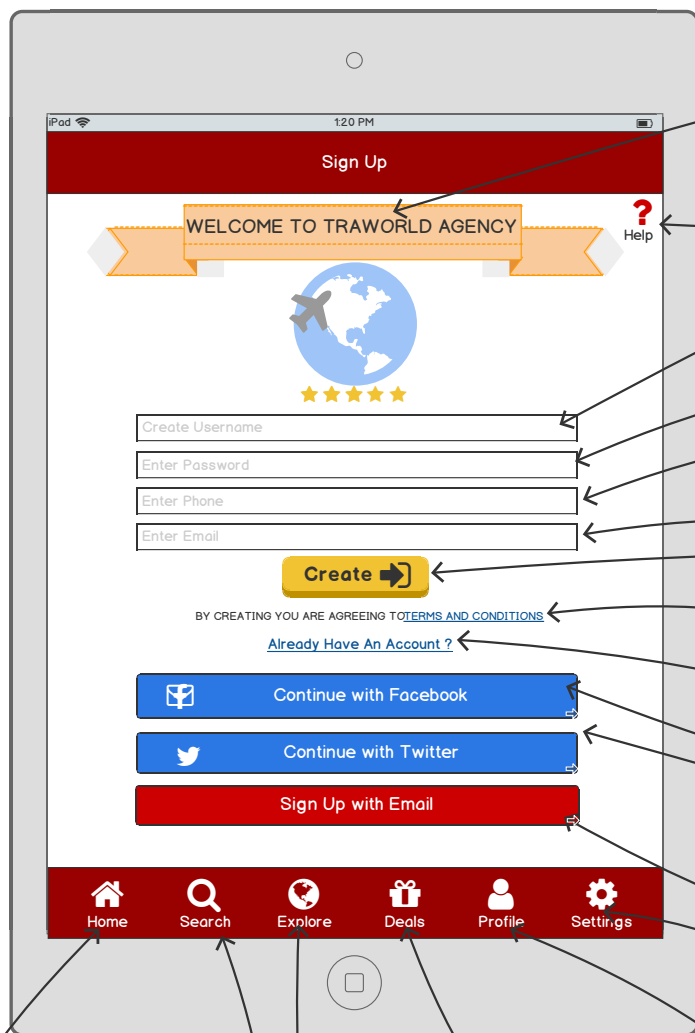 iPad 1:20 PM
Sign Up
WELCOME TO TRAWORLD AGENCY
Help
Create Username
Enter Password
Enter Phone
Enter Email
Create
BY CREATING YOU ARE AGREEING TOTERMS AND CONDITIONS
Already Have An Account ?
Continue with Facebook
Continue with Twitter
Sign Up with Email
Home Search Explore Deals Profile Settings